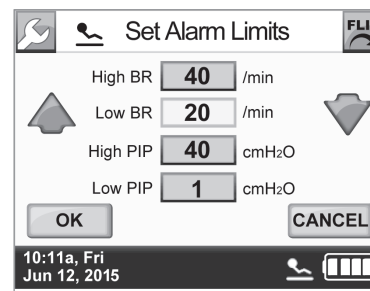 Set Alarm Limits
FLI
High BR 40 /min
Low BR 20 /min
High PIP 40 cmH₂O
Low PIP 1 cmH₂O
OK
CANCEL
10:11a, Fri
Jun 12, 2015